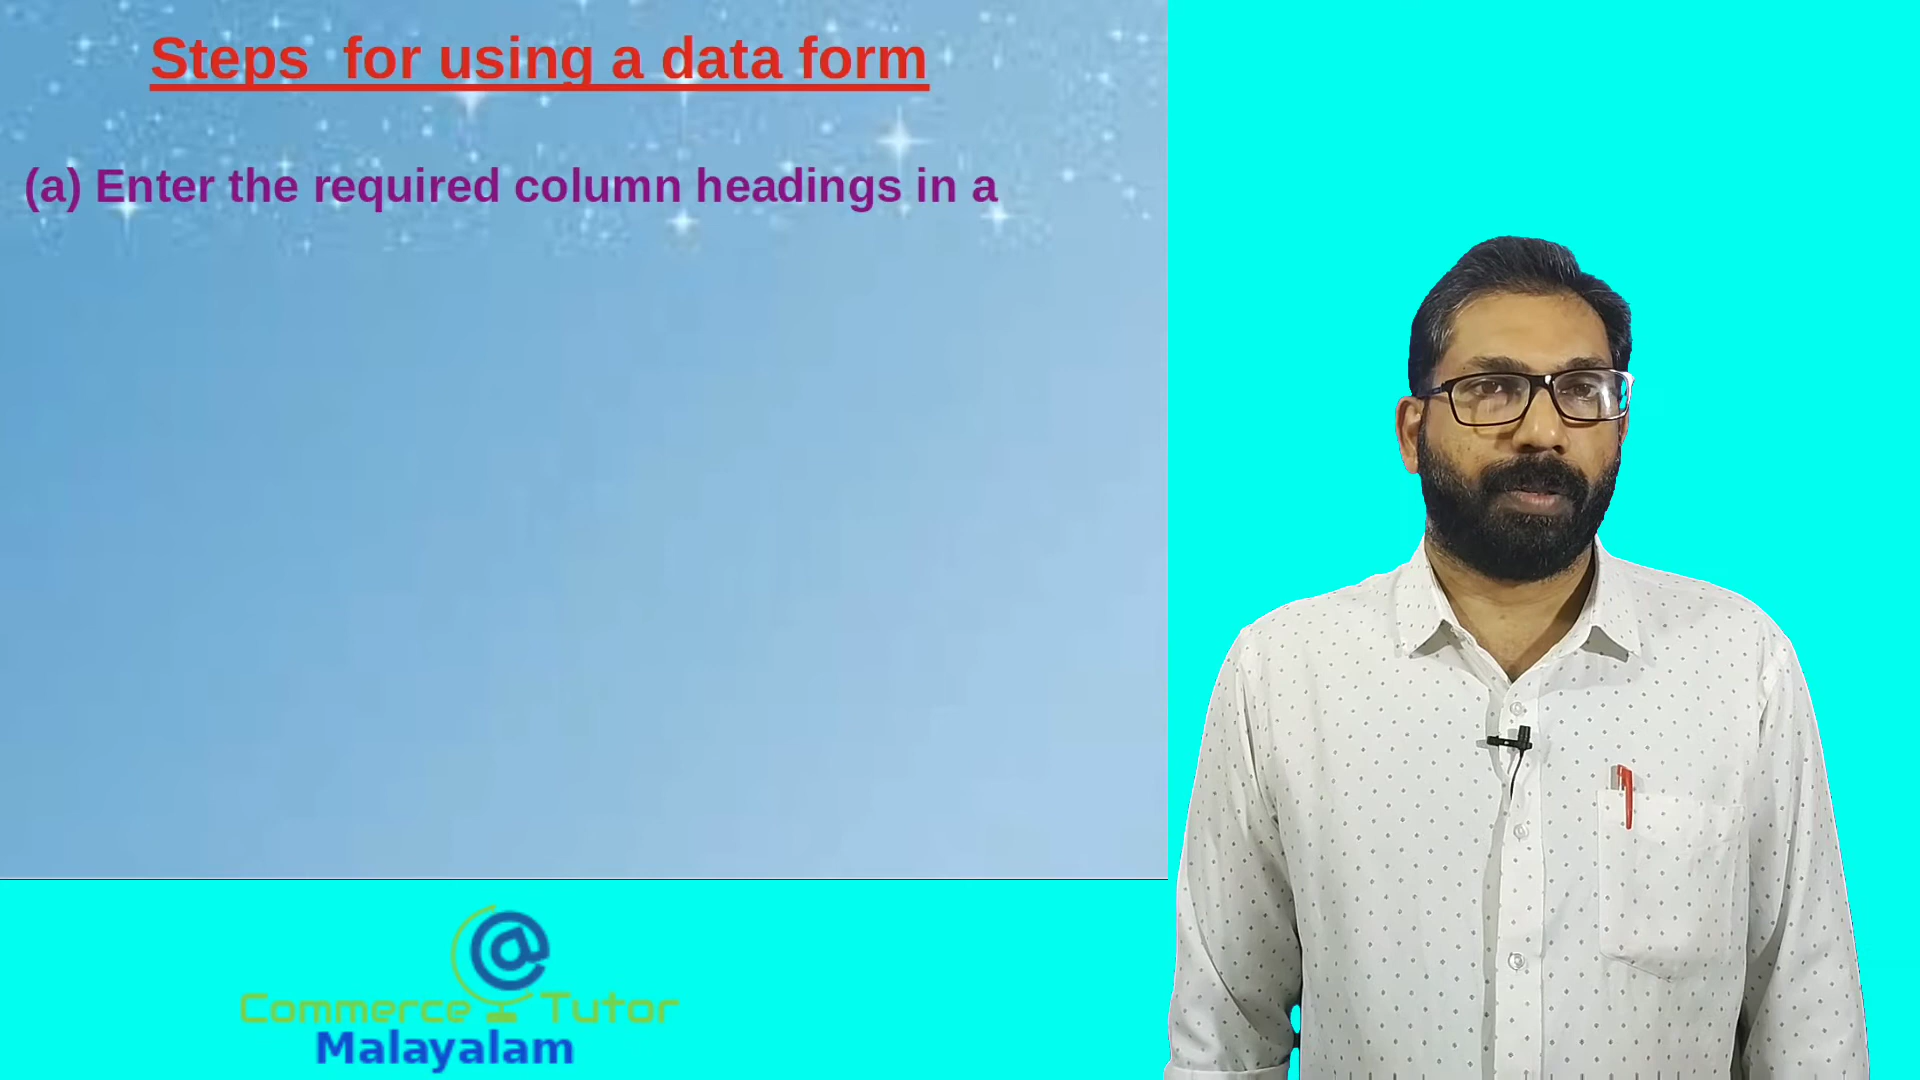 Steps for using a data form
(a) Enter the required column headings in a
@
Commerce Tutor
Malayalam